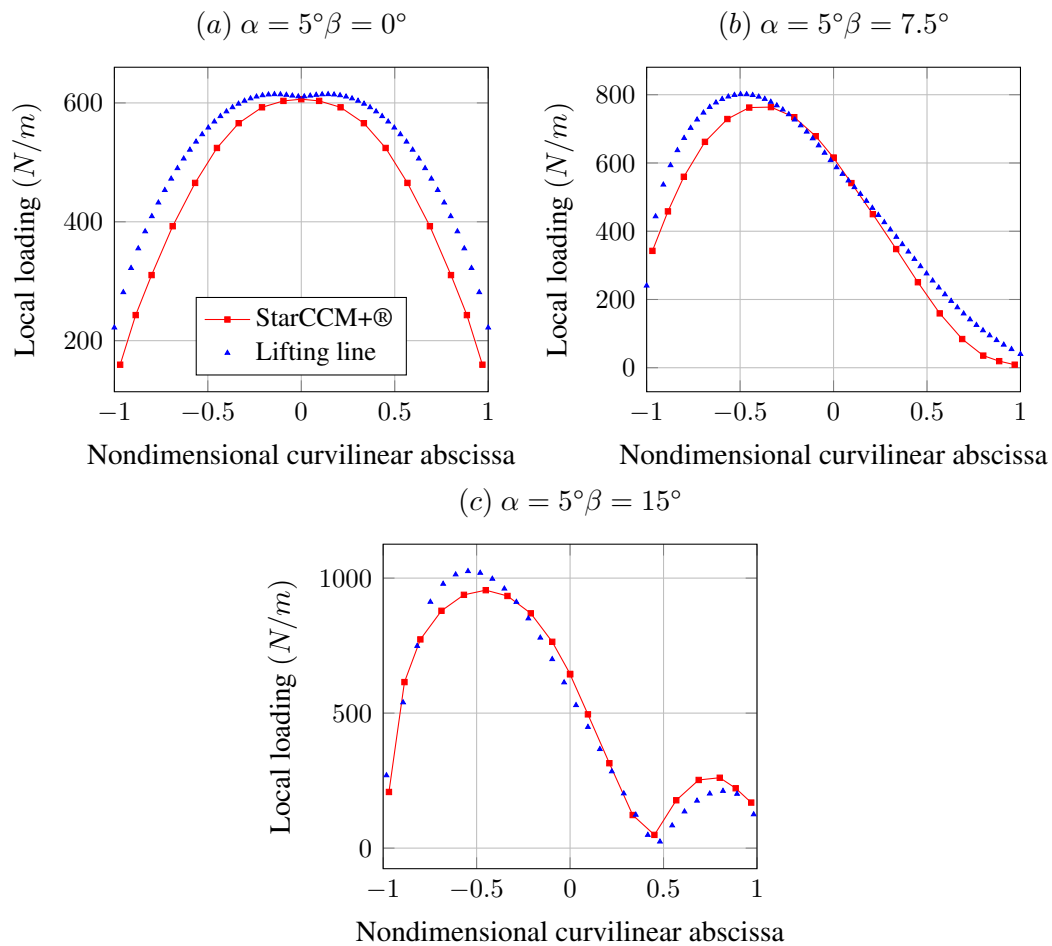 (a) α = 5°β = 0°
600
400
200
Local loading (N/m)
StarCCM+®
Lifting line
−1
−0.5
0
0.5
1
Nondimensional curvilinear abscissa
(b) α = 5°β = 7.5°
800
600
400
200
0
Local loading (N/m)
−1
−0.5
0
0.5
1
Nondimensional curvilinear abscissa
(c) α = 5°β = 15°
1000
500
0
Local loading (N/m)
−1
−0.5
0
0.5
1
Nondimensional curvilinear abscissa